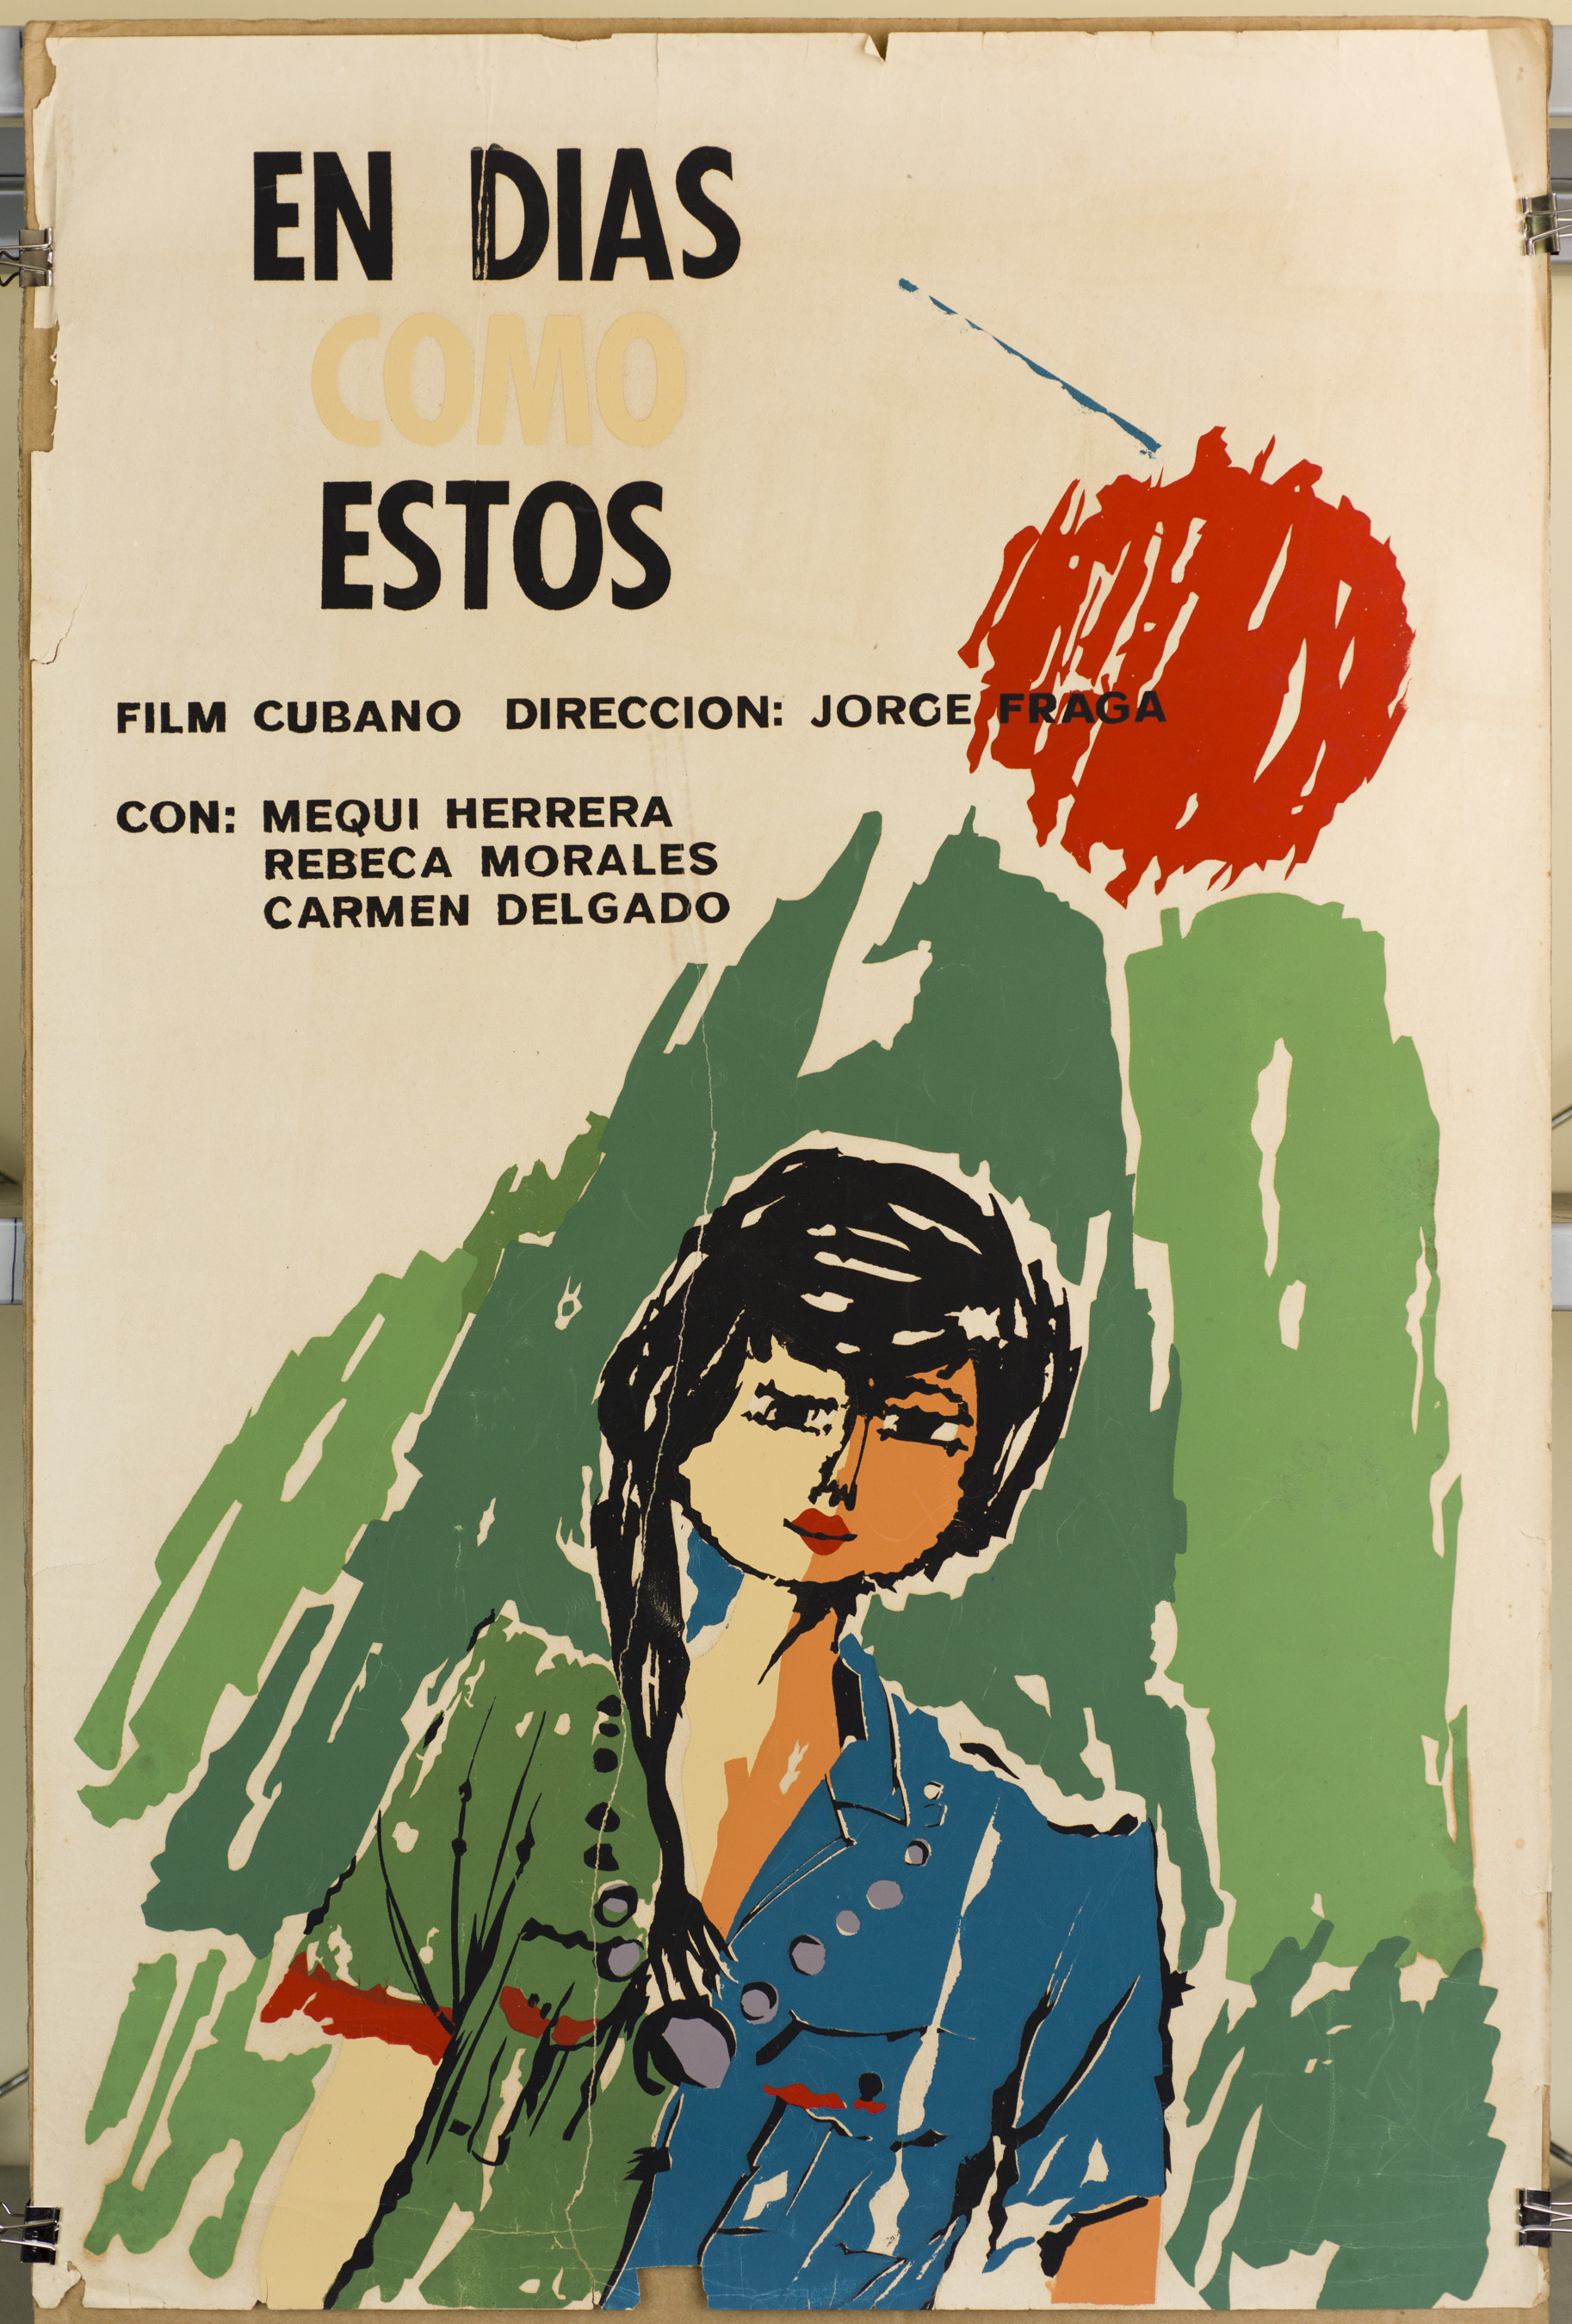 EN DIAS
COMO
ESTOS
FILM CUBANO DIRECCION: JORGE FRAGA
CON: MEQUI HERRERA
REBECA MORALES
CARMEN DELGADO